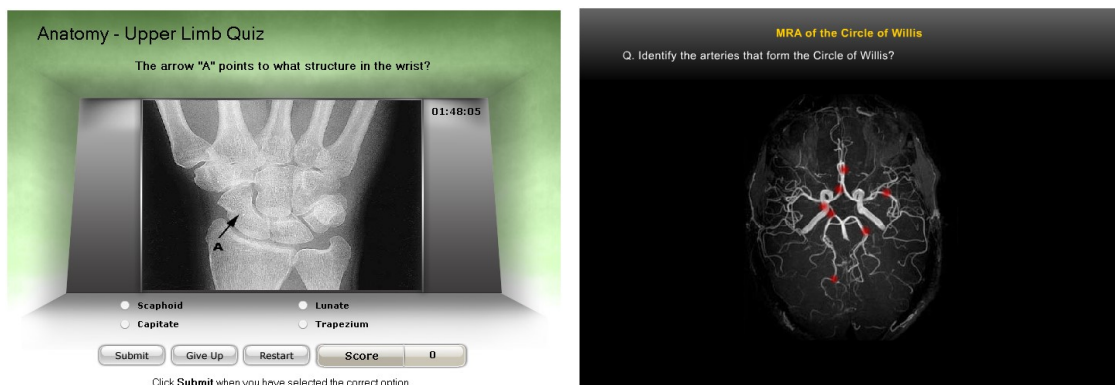 Anatomy - Upper Limb Quiz
The arrow "A" points to what structure in the wrist?
01:48:05
A
Scaphoid
Lunate
Capitate
Trapezium
Submit
Give Up
Restart
Score
0
Click Submit when you have selected the correct option
MRA of the Circle of Willis
Q. Identify the arteries that form the Circle of Willis?